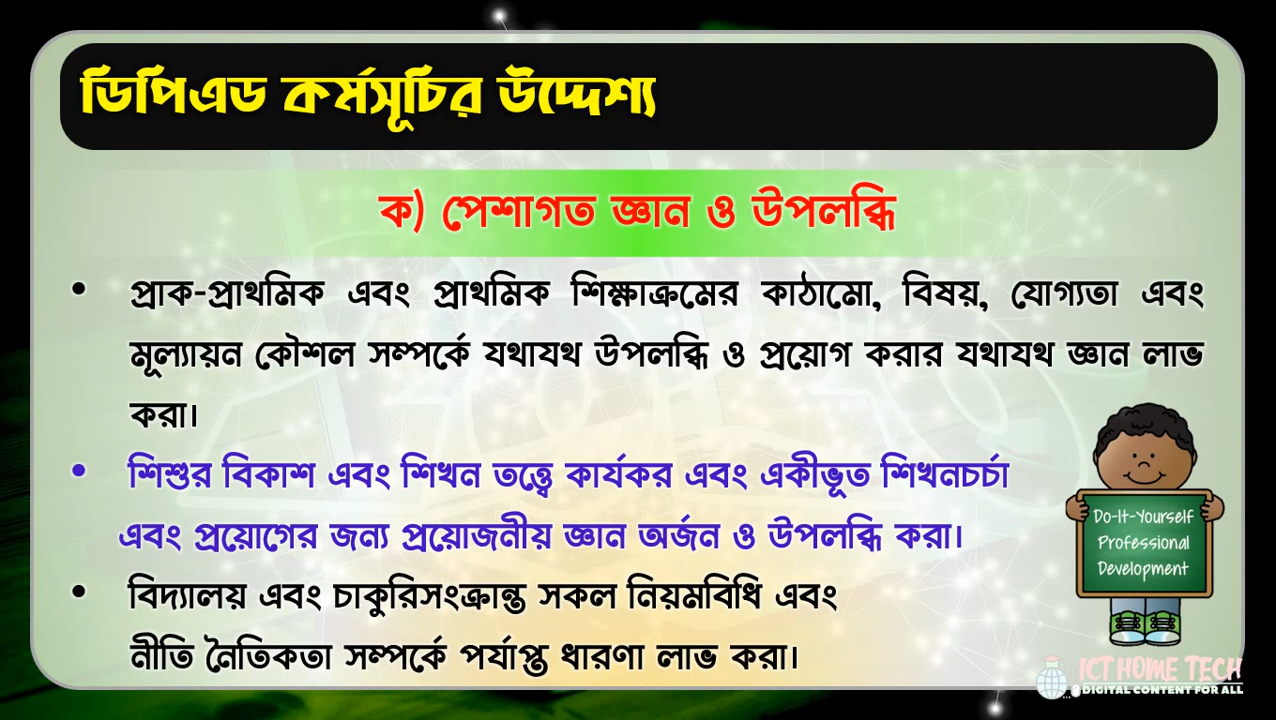 ডিপিএড কর্মসূচির উদ্দেশ্য
ক) পেশাগত জ্ঞান ও উপলব্ধি
• প্রাক-প্রাথমিক এবং প্রাথমিক শিক্ষাক্রমের কাঠামো, বিষয়, যোগ্যতা এবং
মূল্যায়ন কৌশল সম্পর্কে যথাযথ উপলব্ধি ও প্রয়োগ করার যথাযথ জ্ঞান লাভ
করা।
• শিশুর বিকাশ এবং শিখন তত্ত্বে কার্যকর এবং একীভূত শিখনচর্চা
এবং প্রয়োগের জন্য প্রয়োজনীয় জ্ঞান অর্জন ও উপলব্ধি করা।
• বিদ্যালয় এবং চাকুরিসংক্রান্ত সকল নিয়মবিধি এবং
নীতি নৈতিকতা সম্পর্কে পর্যাপ্ত ধারণা লাভ করা।
Do-It-Yourself
Professional
Development
ICT HOME TECH
DIGITAL CONTENT FOR ALL